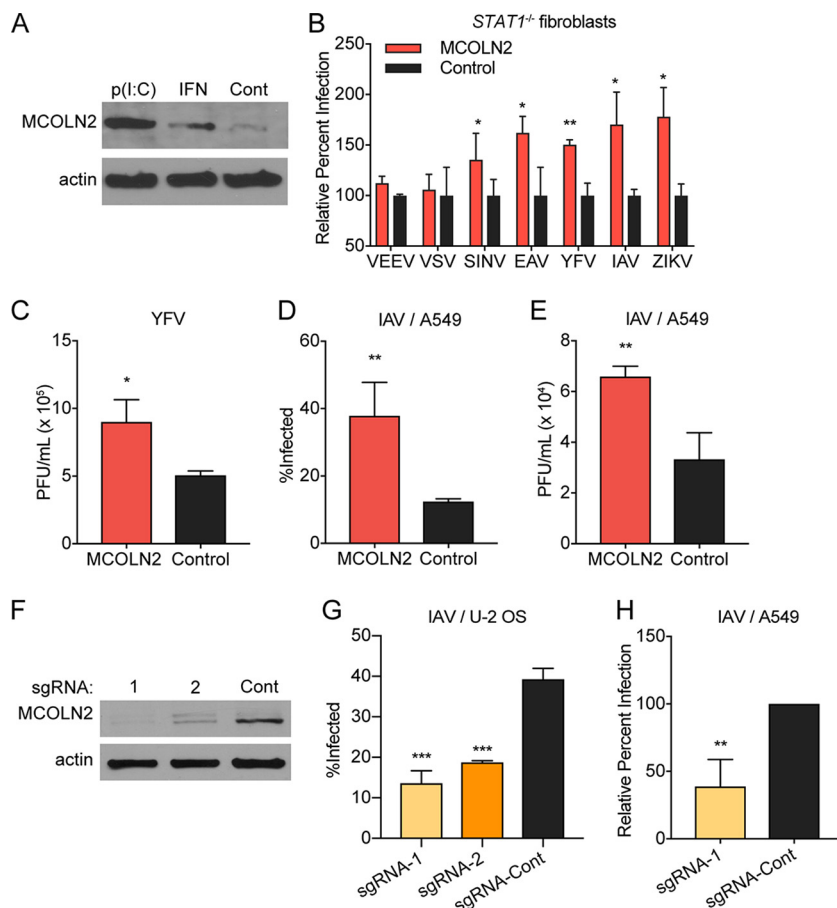 A
p(I:C) IFN Cont
MCOLN2
actin
B
STAT1-/- fibroblasts
MCOLN2
Control
Relative Percent Infection
250
200
150
100
50
* * ** * *
VEEV VSV SINV EAV YFV IAV ZIKV
C
YFV
PFU/mL (x 10⁵)
15
10
5
0
*
MCOLN2 Control
D
IAV / A549
%Infected
60
40
20
0
**
MCOLN2 Control
E
IAV / A549
PFU/mL (x 10⁴)
8
6
4
2
0
**
MCOLN2 Control
F
sgRNA: 1 2 Cont
MCOLN2
actin
G
IAV / U-2 OS
%Infected
50
40
30
20
10
0
*** ***
sgRNA-1 sgRNA-2 sgRNA-Cont
H
IAV / A549
Relative Percent Infection
150
100
50
0
**
sgRNA-1 sgRNA-Cont